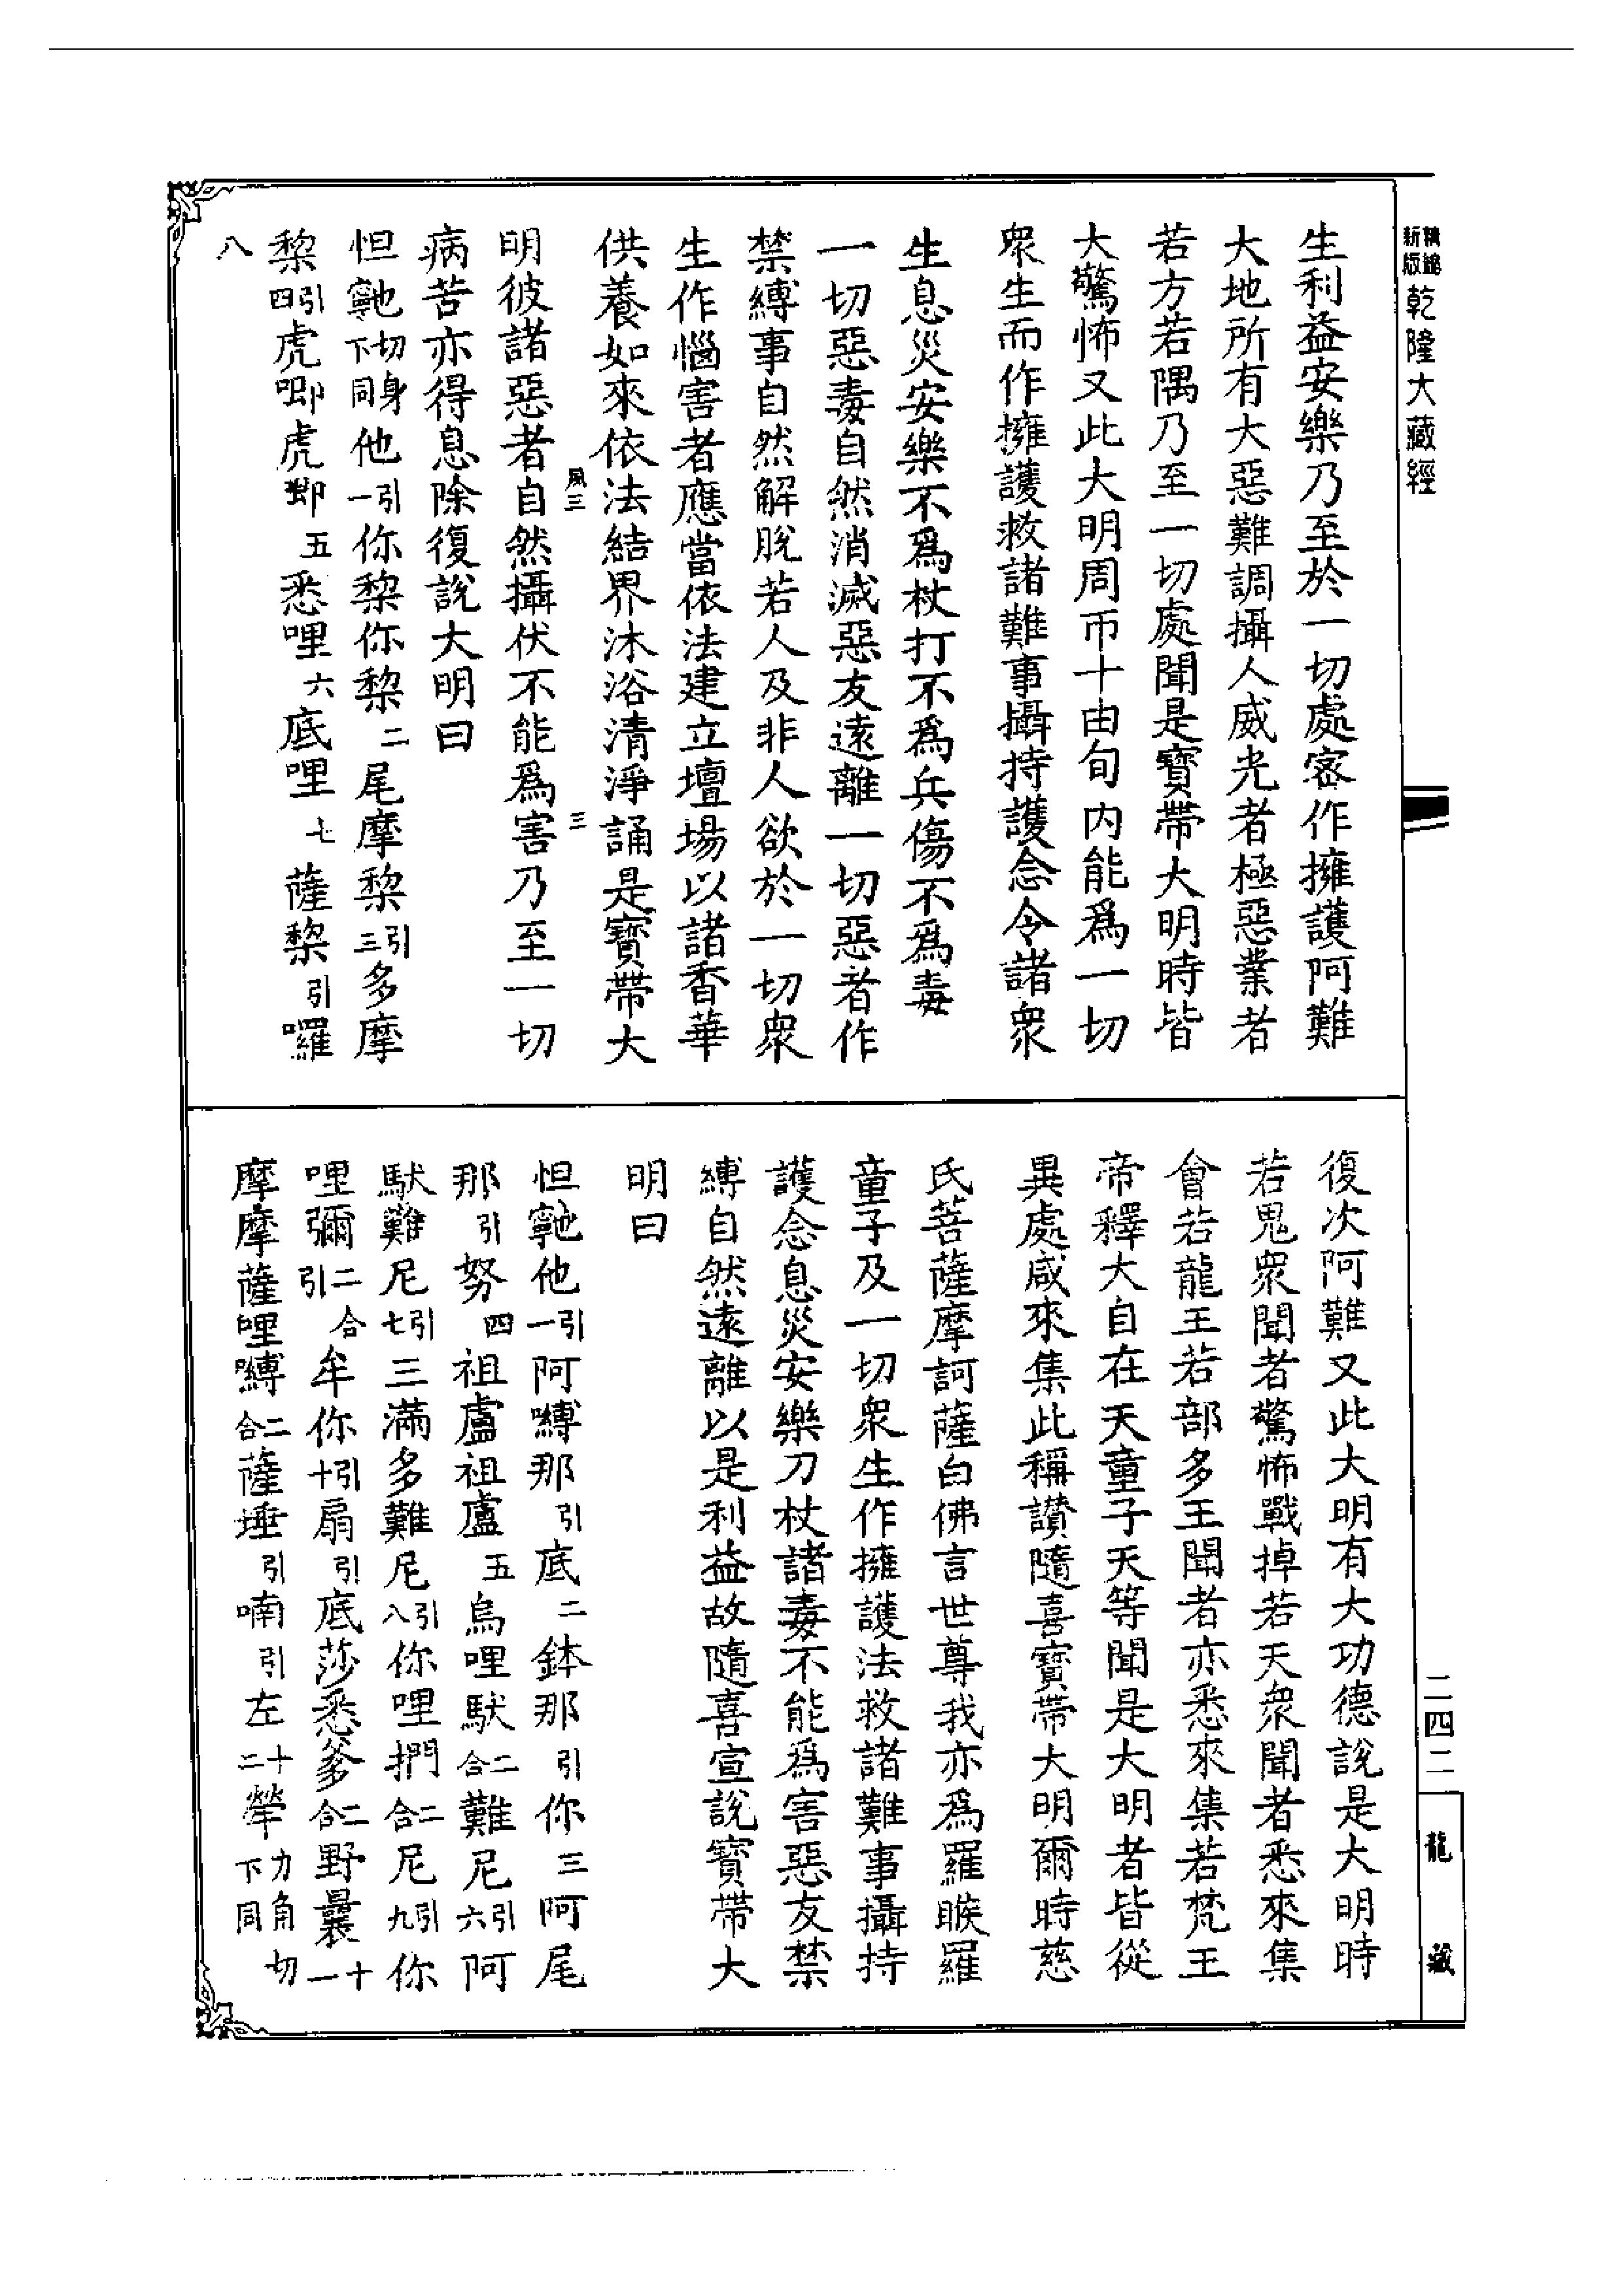 精編新版
乾隆大藏經
生利益安樂乃至於一切處密作擁護阿難
大地所有大惡難調攝人威光者極惡業者
若方若隅乃至一切處聞是寶帶大明時皆
大驚怖又此大明周帀十由旬内能爲一切
衆生而作擁護救諸難事攝持護念令諸衆
生息災安樂不爲杖打不爲兵傷不爲毒
一切惡毒自然消滅惡友遠離一切惡者作
禁縛事自然解脫若人及非人欲於一切衆
生作惱害者應當依法建立壇場以諸香華
供養如來依法結界沐浴清淨誦是寶帶大
風三 三
明彼諸惡者自然攝伏不能爲害乃至一切
病苦亦得息除復說大明曰
怛𡫸切身下同他引一你黎你黎二尾摩黎引三多摩
黎引四虎唧虎唧五悉哩六底哩七薩黎引囉
八
復次阿難又此大明有大功德說是大明時
若鬼衆聞者驚怖戰掉若天衆聞者悉來集
會若龍王若部多王聞者亦悉來集若梵王
帝釋大自在天童子天等聞是大明者皆從
異處咸來集此稱讚隨喜寶帶大明爾時慈
氏菩薩摩訶薩白佛言世尊我亦爲羅睺羅
童子及一切衆生作擁護法救諸難事攝持
護念息災安樂刀杖諸毒不能爲害惡友禁
縛自然遠離以是利益故隨喜宣說寶帶大
明曰
怛𡫸他引一阿嚩那引底二鉢那引你三阿尾
那引努四祖盧祖盧五烏哩馱二合難尼引六阿
馱難尼引七三滿多難尼引八你哩捫二合尼引九你
哩彌二合引牟你引十扇引底莎悉爹二合野曩十一
摩摩薩哩嚩二合薩埵引喃引左十二犖力角切下同
二四二
龍藏